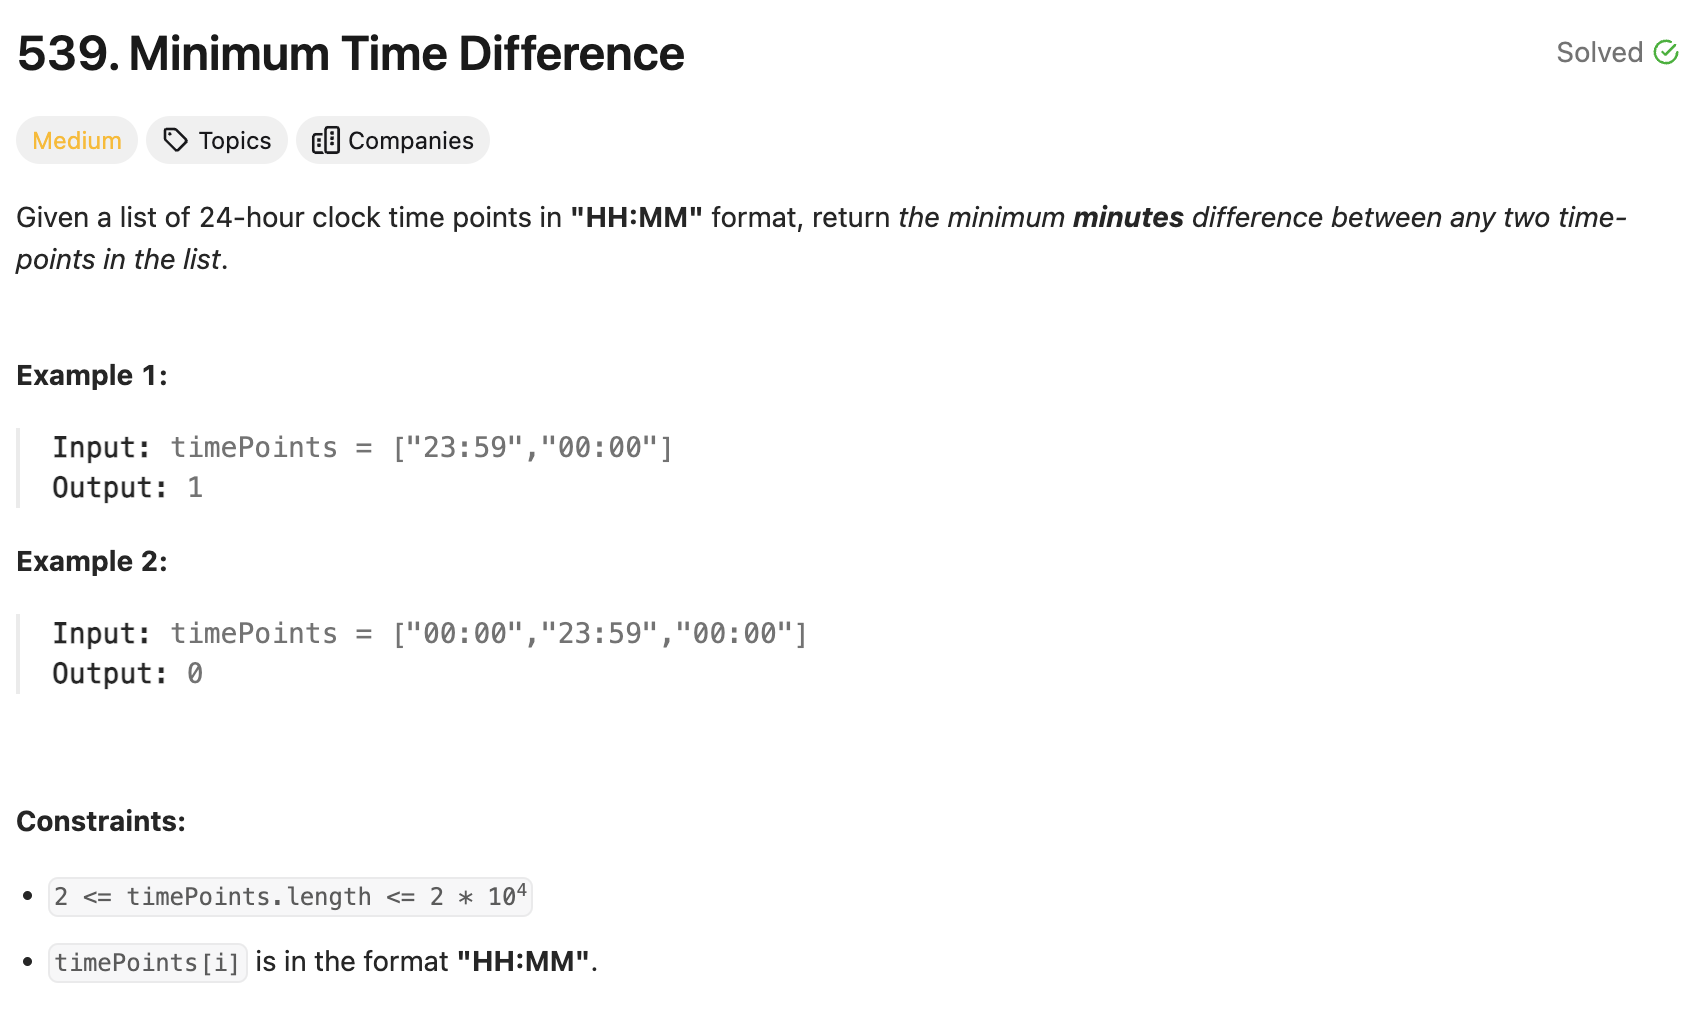 539. Minimum Time Difference
Solved
Medium
Topics
Companies
Given a list of 24-hour clock time points in "HH:MM" format, return the minimum minutes difference between any two time-
points in the list.
Example 1:
Input: timePoints = ["23:59","00:00"]
Output: 1
Example 2:
Input: timePoints = ["00:00","23:59","00:00"]
Output: 0
Constraints:
• 2 <= timePoints.length <= 2 * 10⁴
• timePoints[i] is in the format "HH:MM".